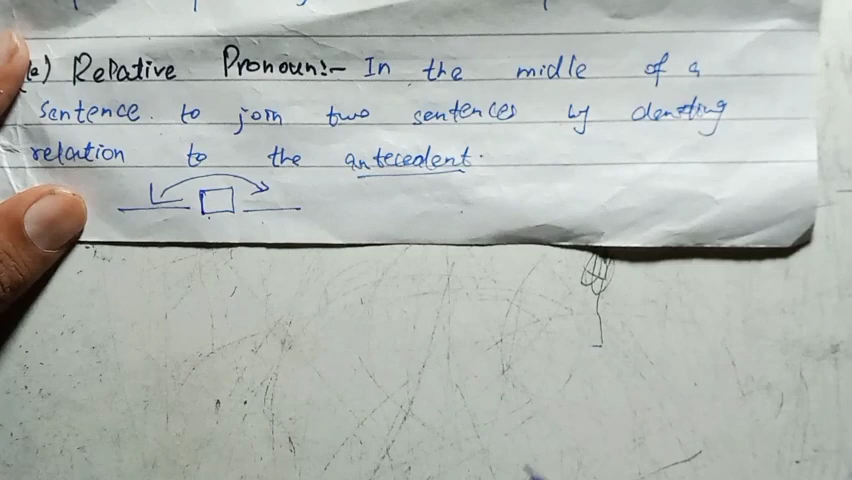 (e) Relative Pronoun:- In the midle of a
sentence. to join two sentences by denoting
relation to the antecedent.